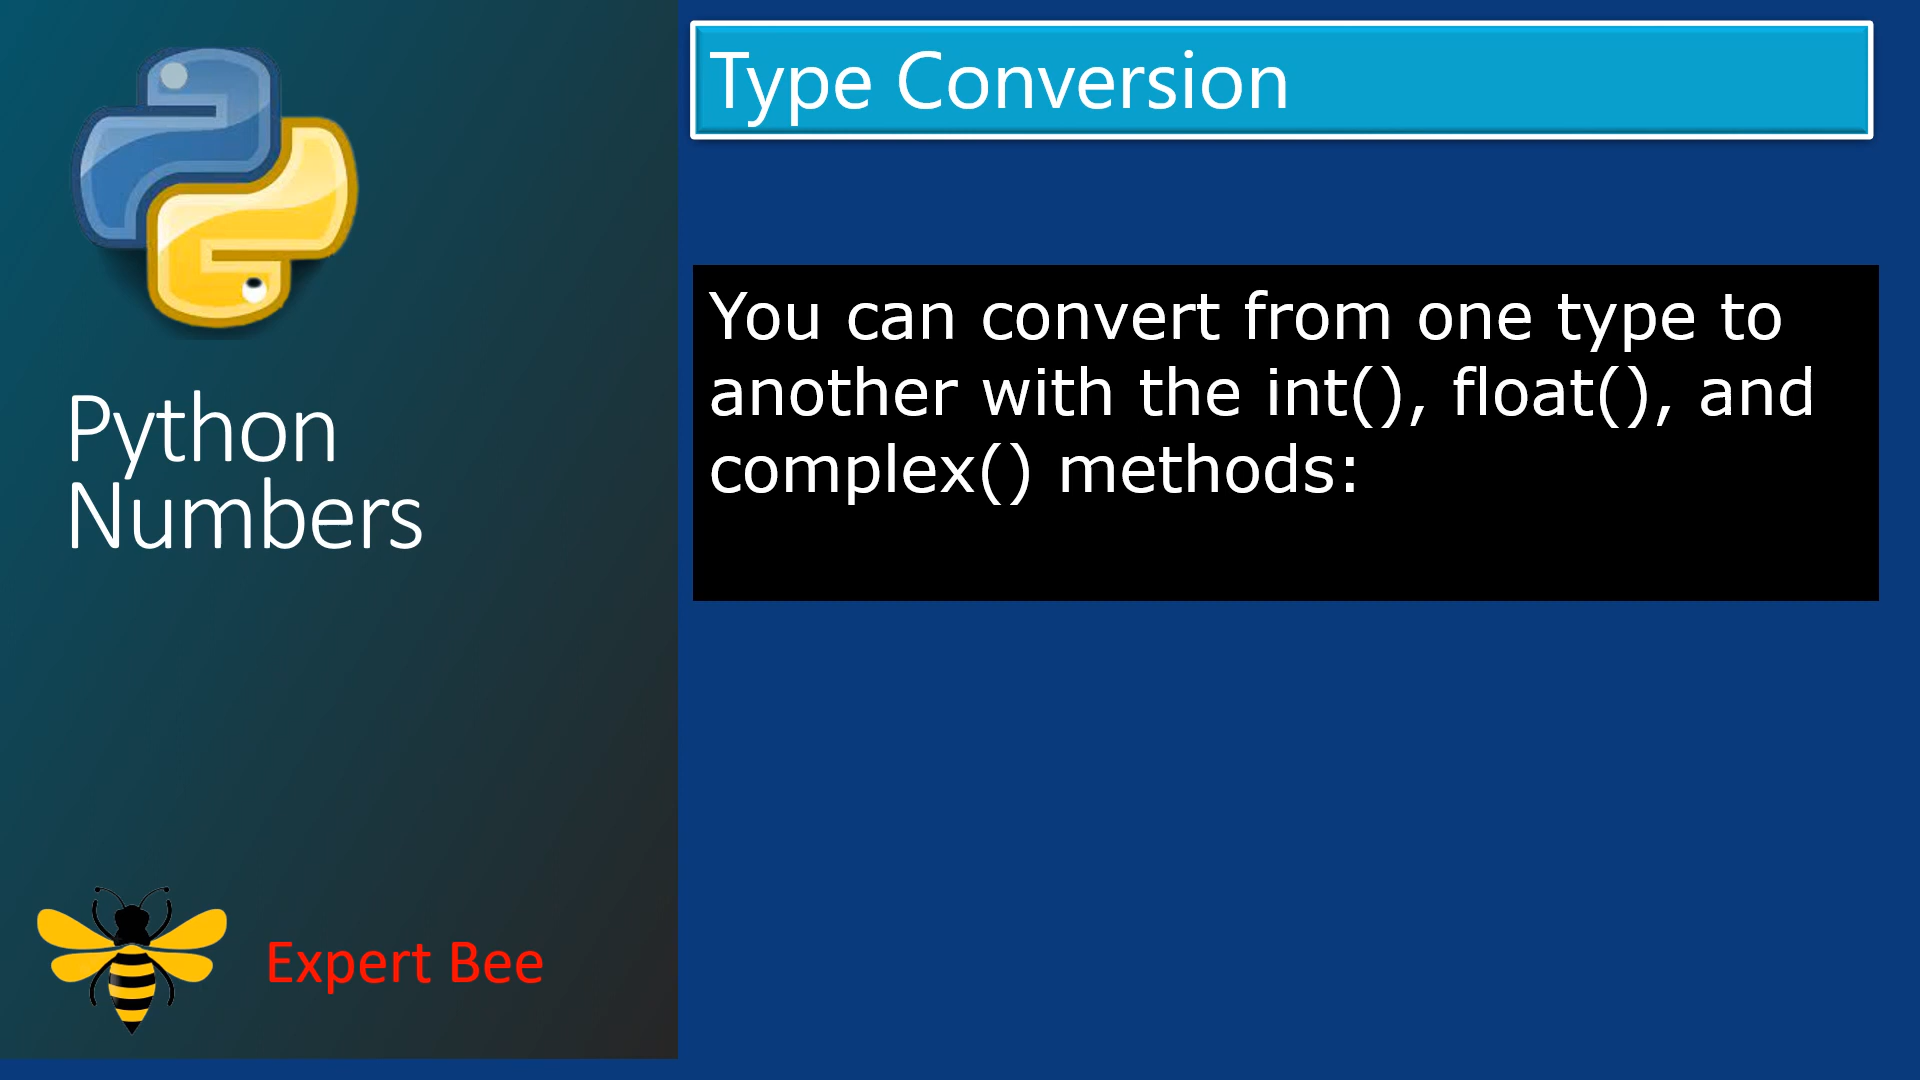 Type Conversion
Python
Numbers
You can convert from one type to
another with the int(), float(), and
complex() methods:
Expert Bee